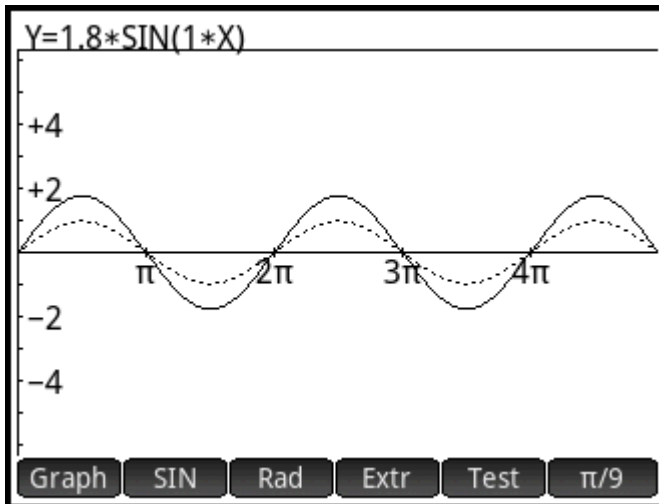 Y=1.8*SIN(1*X)
+4
+2
π 2π 3π 4π
−2
−4
Graph SIN Rad Extr Test π/9